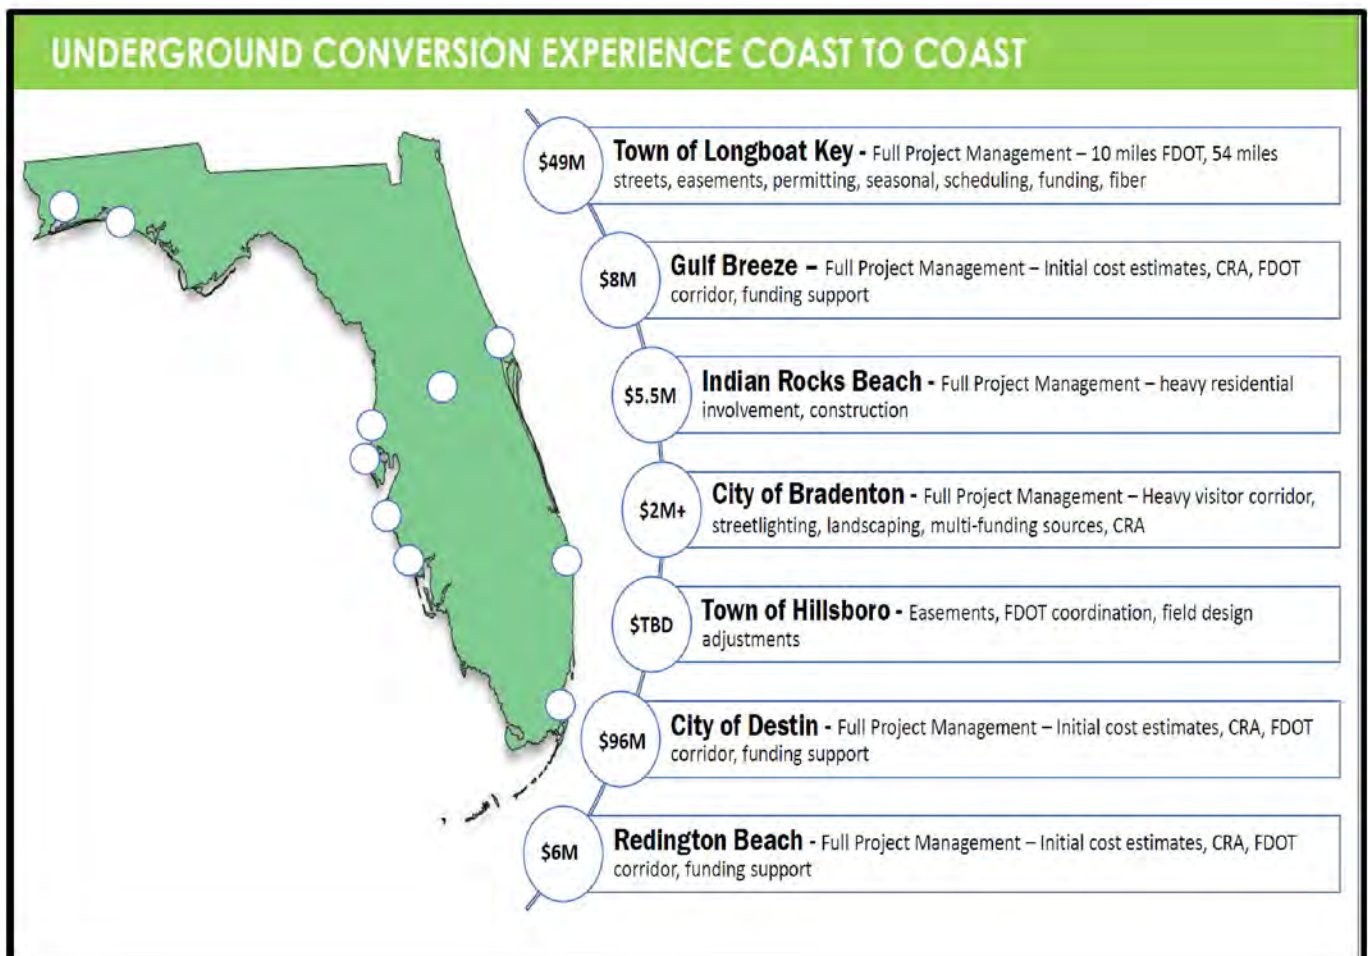 UNDERGROUND CONVERSION EXPERIENCE COAST TO COAST
$49M
Town of Longboat Key - Full Project Management – 10 miles FDOT, 54 miles
streets, easements, permitting, seasonal, scheduling, funding, fiber
$8M
Gulf Breeze – Full Project Management – Initial cost estimates, CRA, FDOT
corridor, funding support
$5.5M
Indian Rocks Beach - Full Project Management – heavy residential
involvement, construction
$2M+
City of Bradenton - Full Project Management – Heavy visitor corridor,
streetlighting, landscaping, multi-funding sources, CRA
$TBD
Town of Hillsboro - Easements, FDOT coordination, field design
adjustments
$96M
City of Destin - Full Project Management – Initial cost estimates, CRA, FDOT
corridor, funding support
$6M
Redington Beach - Full Project Management – Initial cost estimates, CRA, FDOT
corridor, funding support